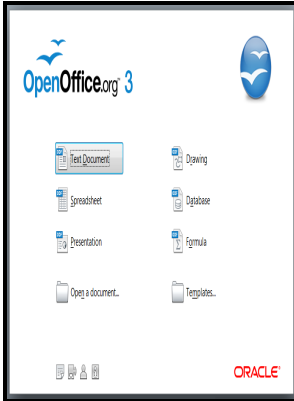 OpenOffice.org 3
Text Document
Drawing
Spreadsheet
Database
Presentation
Formula
Open a document...
Templates...
ORACLE